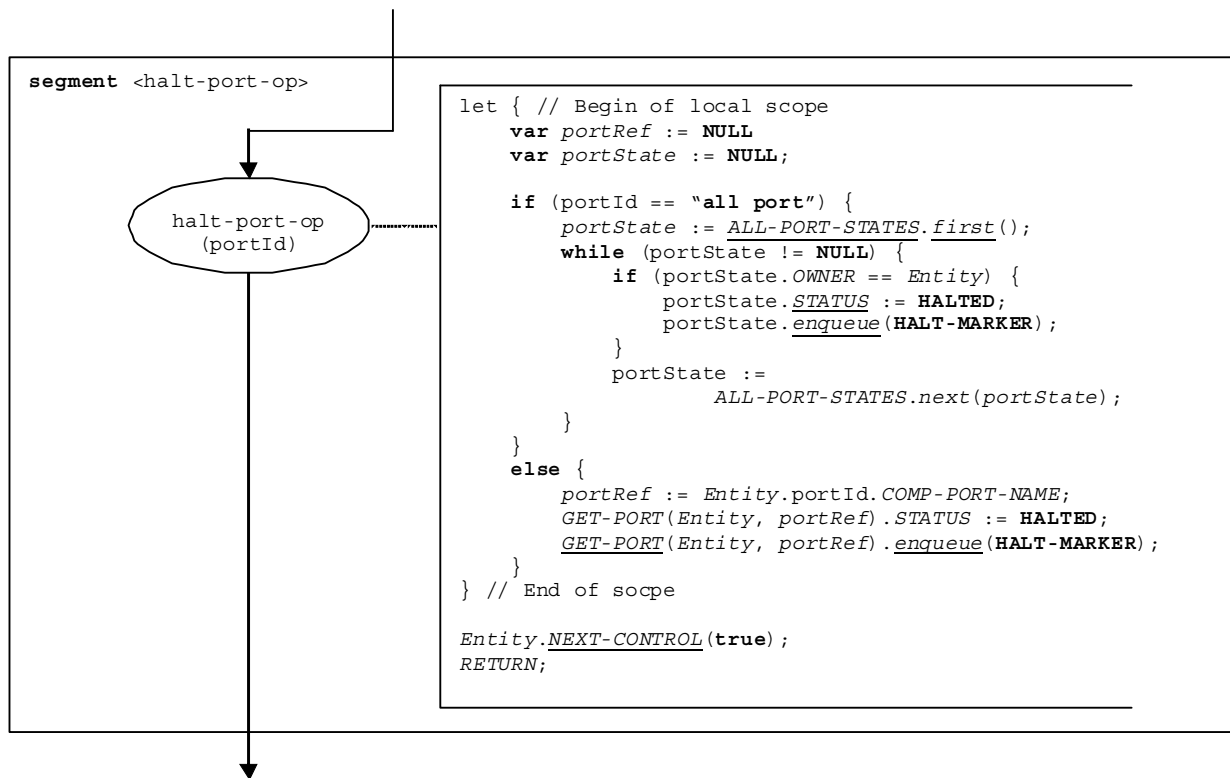 segment <halt-port-op>
halt-port-op
(portId)
let { // Begin of local scope
var portRef := NULL
var portState := NULL;
if (portId == “all port”) {
portState := ALL-PORT-STATES.first();
while (portState != NULL) {
if (portState.OWNER == Entity) {
portState.STATUS := HALTED;
portState.enqueue(HALT-MARKER);
}
portState :=
ALL-PORT-STATES.next(portState);
}
}
else {
portRef := Entity.portId.COMP-PORT-NAME;
GET-PORT(Entity, portRef).STATUS := HALTED;
GET-PORT(Entity, portRef).enqueue(HALT-MARKER);
}
} // End of socpe
Entity.NEXT-CONTROL(true);
RETURN;